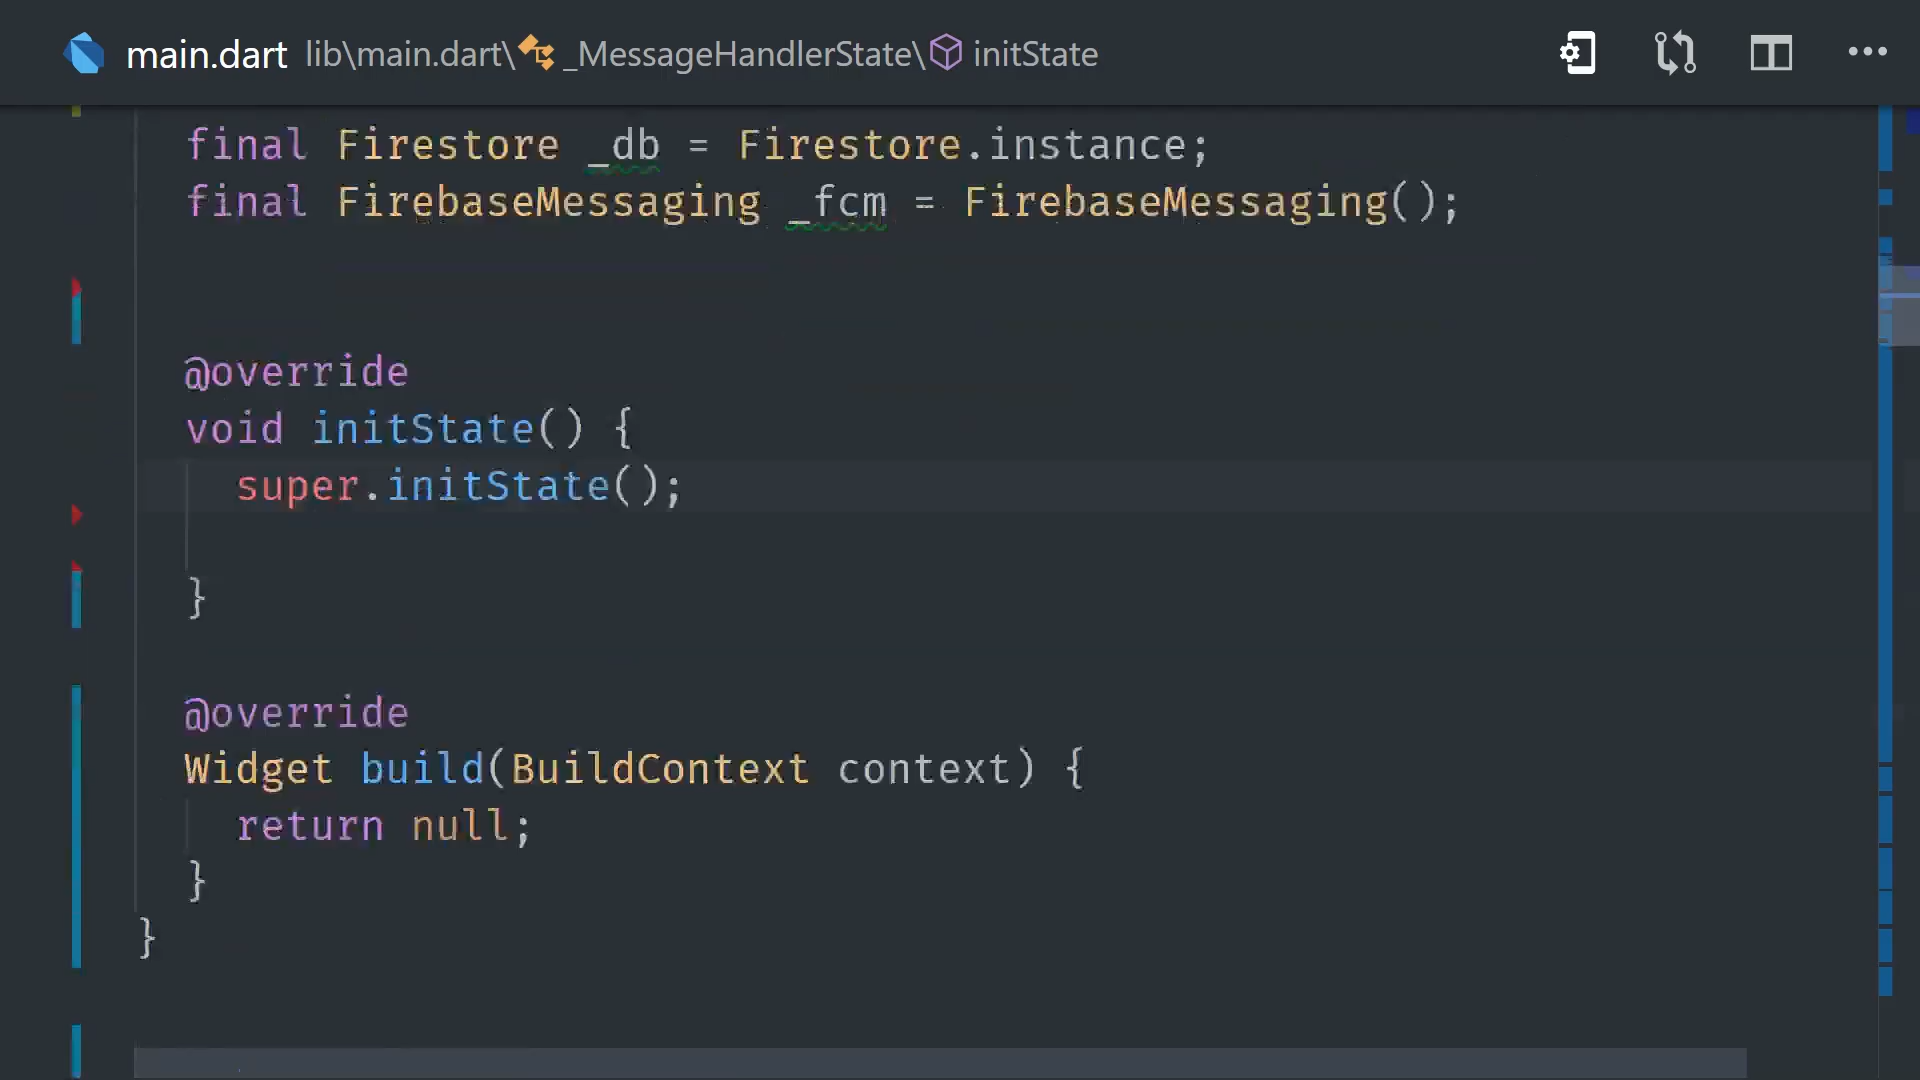 main.dart lib\main.dart\ _MessageHandlerState\ initState
final Firestore _db = Firestore.instance;
final FirebaseMessaging _fcm = FirebaseMessaging();
@override
void initState() {
super.initState();
}
@override
Widget build(BuildContext context) {
return null;
}
}